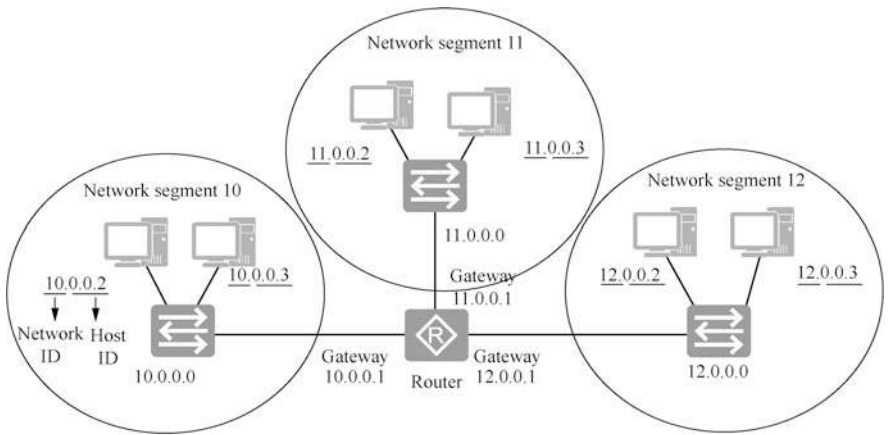 Network segment 11
11.0.0.2
11.0.0.3
11.0.0.0
Gateway
11.0.0.1
Network segment 10
10.0.0.3
10.0.0.2
Network
ID
Host
ID
10.0.0.0
Gateway
10.0.0.1
R
Router
Gateway
12.0.0.1
Network segment 12
12.0.0.2
12.0.0.3
12.0.0.0